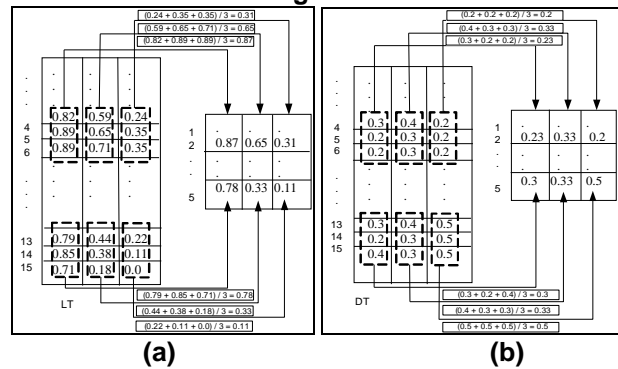 (0.24 + 0.35 + 0.35) / 3 = 0.31
(0.59 + 0.65 + 0.71) / 3 = 0.65
(0.82 + 0.89 + 0.89) / 3 = 0.87
0.82 0.59 0.24
4 0.89 0.65 0.35
5
6 0.89 0.71 0.35
1
2 0.87 0.65 0.31
5 0.78 0.33 0.11
13 0.79 0.44 0.22
14 0.85 0.38 0.11
15 0.71 0.18 0.0
LT
(0.79 + 0.85 + 0.71) / 3 = 0.78
(0.44 + 0.38 + 0.18) / 3 = 0.33
(0.22 + 0.11 + 0.0) / 3 = 0.11
(a)
(0.2 + 0.2 + 0.2) / 3 = 0.2
(0.4 + 0.3 + 0.3) / 3 = 0.33
(0.3 + 0.2 + 0.2) / 3 = 0.23
4 0.3 0.4 0.2
5 0.2 0.3 0.2
6 0.2 0.3 0.2
1
2 0.23 0.33 0.2
5 0.3 0.33 0.5
13 0.3 0.4 0.5
14 0.2 0.3 0.5
15 0.4 0.3 0.5
DT
(0.3 + 0.2 + 0.4) / 3 = 0.3
(0.4 + 0.3 + 0.3) / 3 = 0.33
(0.5 + 0.5 + 0.5) / 3 = 0.5
(b)